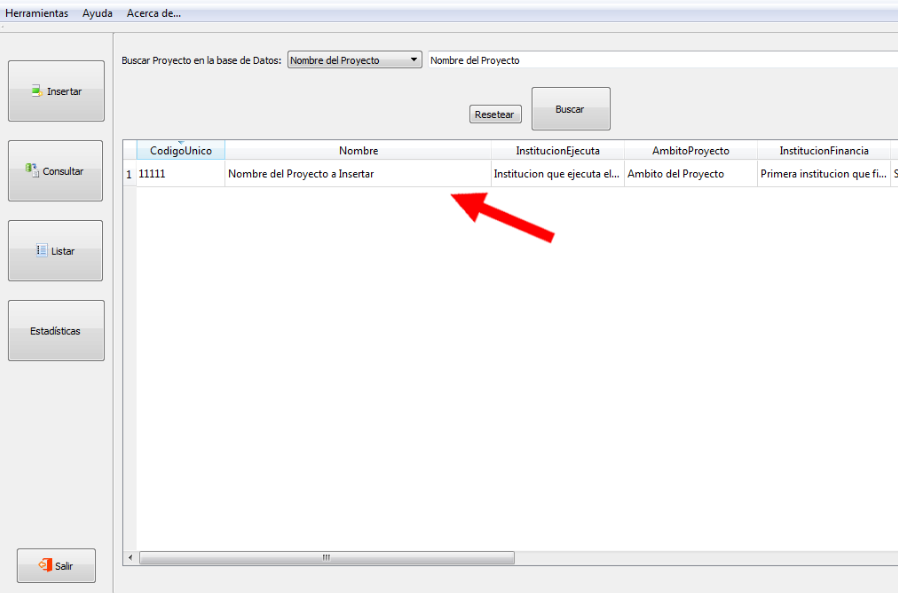 Herramientas Ayuda Acerca de...
Buscar Proyecto en la base de Datos: Nombre del Proyecto Nombre del Proyecto
Insertar
Resetear Buscar
CodigoUnico Nombre InstitucionEjecuta AmbitoProyecto InstitucionFinancia
1 11111 Nombre del Proyecto a Insertar Institucion que ejecuta el... Ambito del Proyecto Primera institucion que fi... S
Consultar
Listar
Estadísticas
Salir